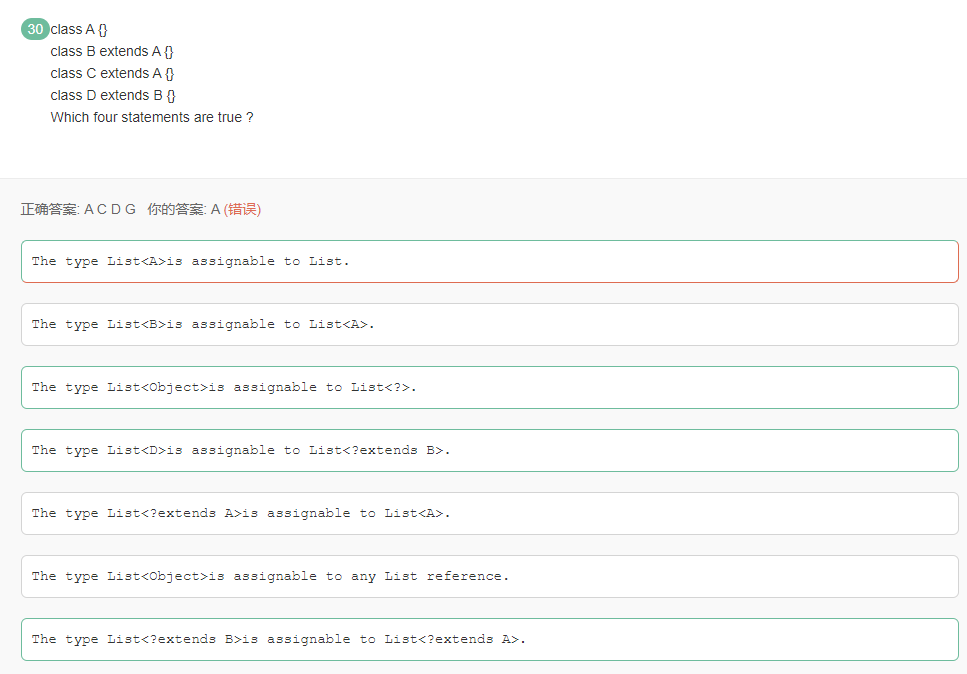 30 class A {}
class B extends A {}
class C extends A {}
class D extends B {}
Which four statements are true ?
正确答案: A C D G 你的答案: A (错误)
The type List<A>is assignable to List.
The type List<B>is assignable to List<A>.
The type List<Object>is assignable to List<?>.
The type List<D>is assignable to List<?extends B>.
The type List<?extends A>is assignable to List<A>.
The type List<Object>is assignable to any List reference.
The type List<?extends B>is assignable to List<?extends A>.